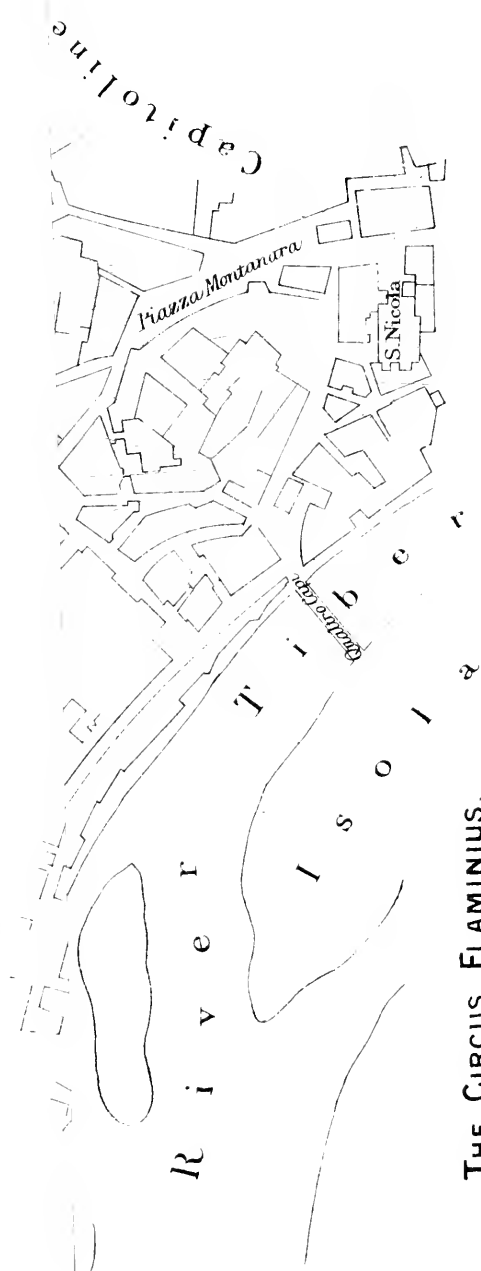 Capitoline
Piazza Montanara
S. Nicola
Quattro Capi
River Tiber
Isola
THE CIRCUS FLAMINIUS.